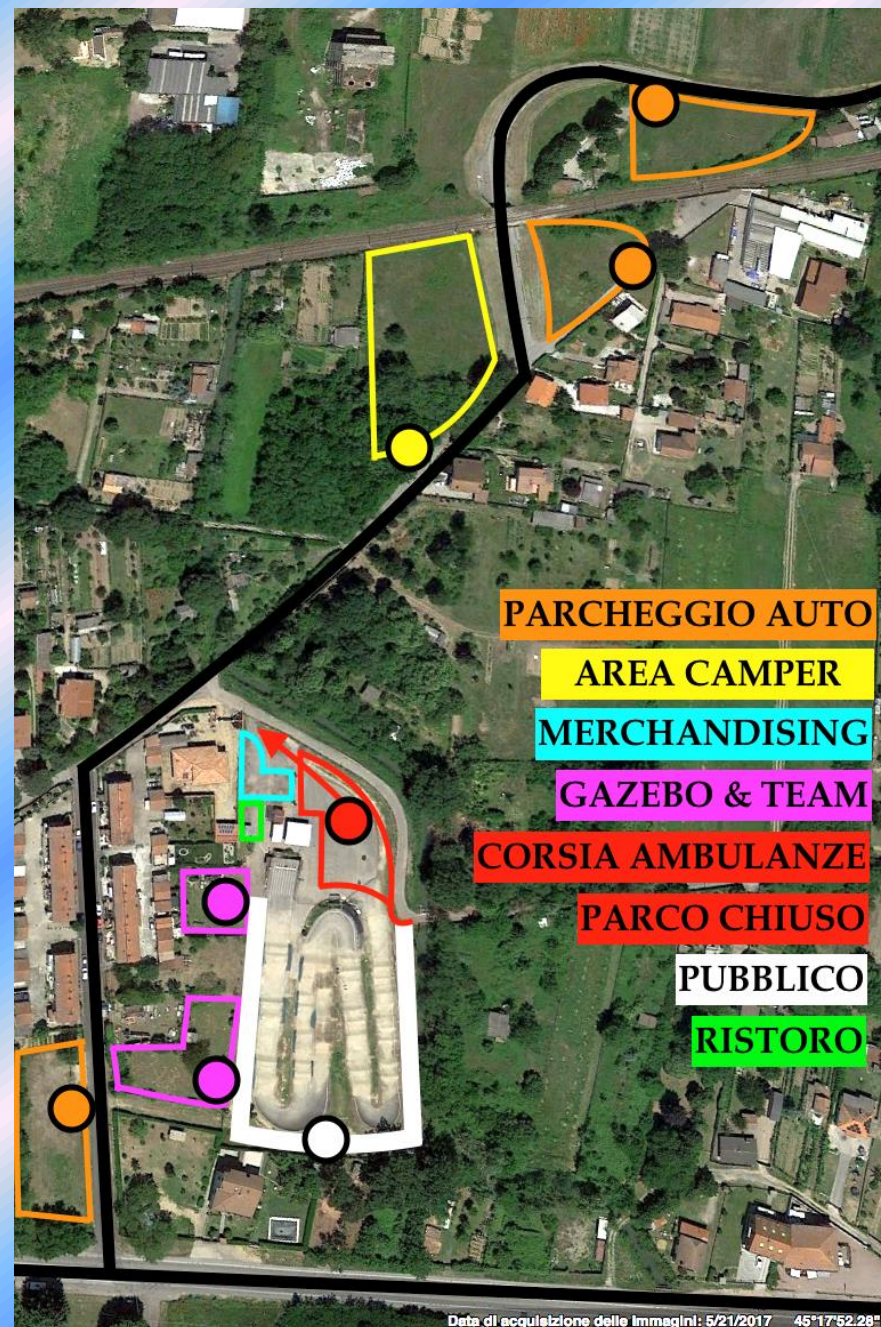 PARCHEGGIO AUTO
AREA CAMPER
MERCHANDISING
GAZEBO & TEAM
CORSIA AMBULANZE
PARCO CHIUSO
PUBBLICO
RISTORO
Data di acquisizione delle immagini: 5/21/2017 45°17'52.28"